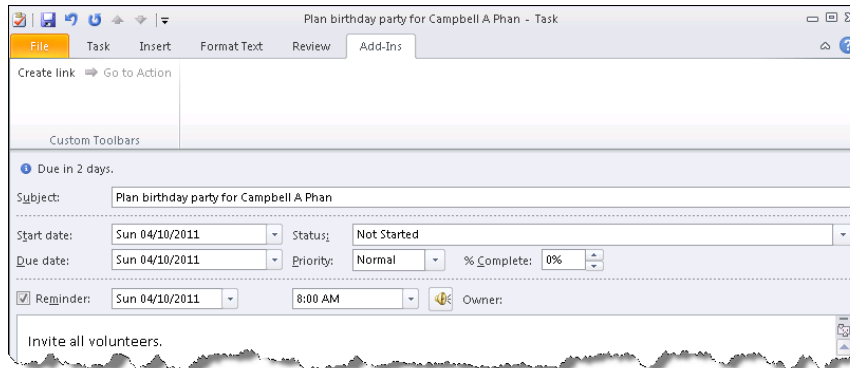 Plan birthday party for Campbell A Phan - Task
File Task Insert Format Text Review Add-Ins
Create link Go to Action
Custom Toolbars
Due in 2 days.
Subject: Plan birthday party for Campbell A Phan
Start date: Sun 04/10/2011 Status: Not Started
Due date: Sun 04/10/2011 Priority: Normal % Complete: 0%
Reminder: Sun 04/10/2011 8:00 AM Owner:
Invite all volunteers.